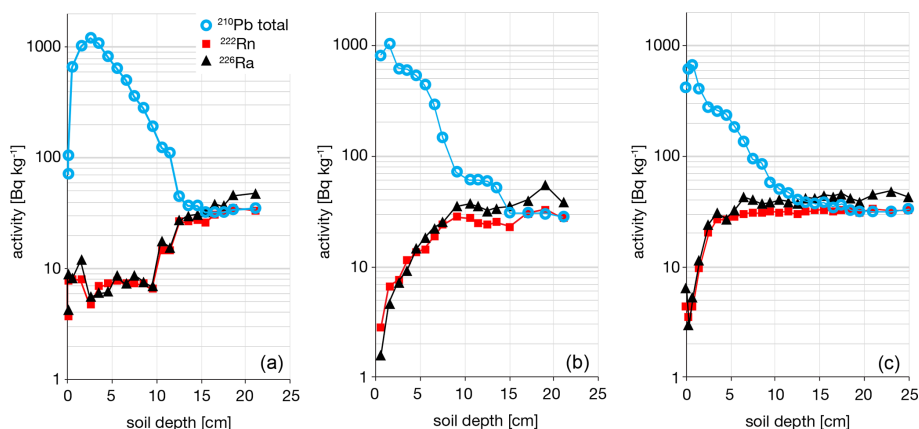 ²¹⁰Pb total
²²²Rn
²²⁶Ra
activity [Bq kg⁻¹]
1000
100
10
1
0 5 10 15 20 25
soil depth [cm]
(a)
activity [Bq kg⁻¹]
1000
100
10
1
0 5 10 15 20 25
soil depth [cm]
(b)
activity [Bq kg⁻¹]
1000
100
10
1
0 5 10 15 20 25
soil depth [cm]
(c)